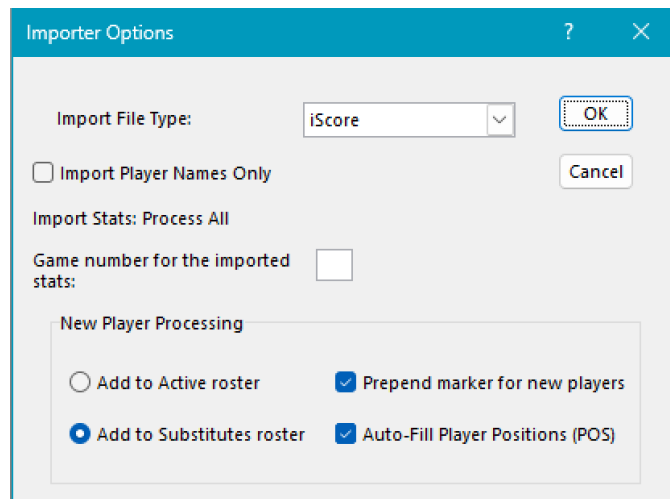 Importer Options ?
Import File Type: iScore OK
Import Player Names Only Cancel
Import Stats: Process All
Game number for the imported
stats:
New Player Processing
Add to Active roster Prepend marker for new players
Add to Substitutes roster Auto-Fill Player Positions (POS)